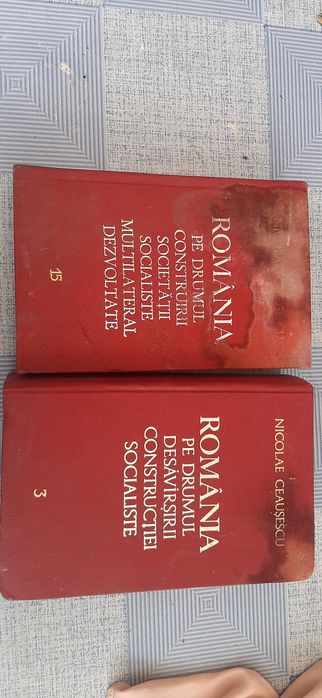 ROMÂNIA
PE DRUMUL
CONSTRUIRII
SOCIETĂȚII
SOCIALISTE
MULTILATERAL
DEZVOLTATE
15
NICOLAE CEAUȘESCU
ROMÂNIA
PE DRUMUL
DESĂVÎRȘIRII
CONSTRUCȚIEI
SOCIALISTE
3